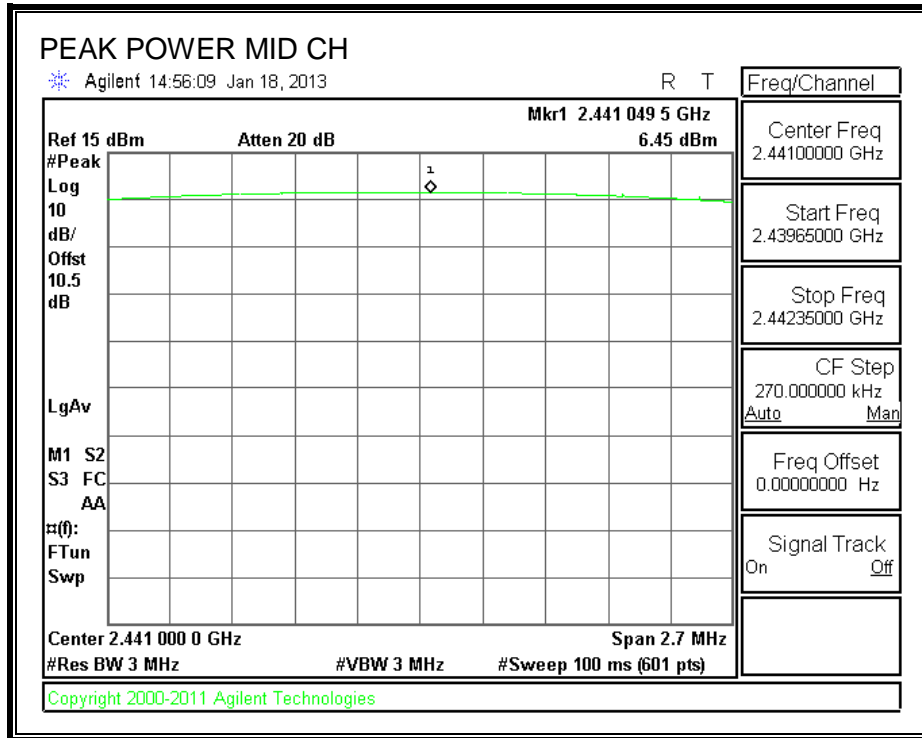 PEAK POWER MID CH
Agilent 14:56:09 Jan 18, 2013 R T
Mkr1 2.441 049 5 GHz
Ref 15 dBm Atten 20 dB 6.45 dBm
#Peak
Log
10
dB/
Offst
10.5
dB
1
LgAv
M1 S2
S3 FC
AA
¤(f):
FTun
Swp
Center 2.441 000 0 GHz Span 2.7 MHz
#Res BW 3 MHz #VBW 3 MHz #Sweep 100 ms (601 pts)
Copyright 2000-2011 Agilent Technologies
Freq/Channel
Center Freq
2.44100000 GHz
Start Freq
2.43965000 GHz
Stop Freq
2.44235000 GHz
CF Step
270.000000 kHz
Auto Man
Freq Offset
0.00000000 Hz
Signal Track
On Off